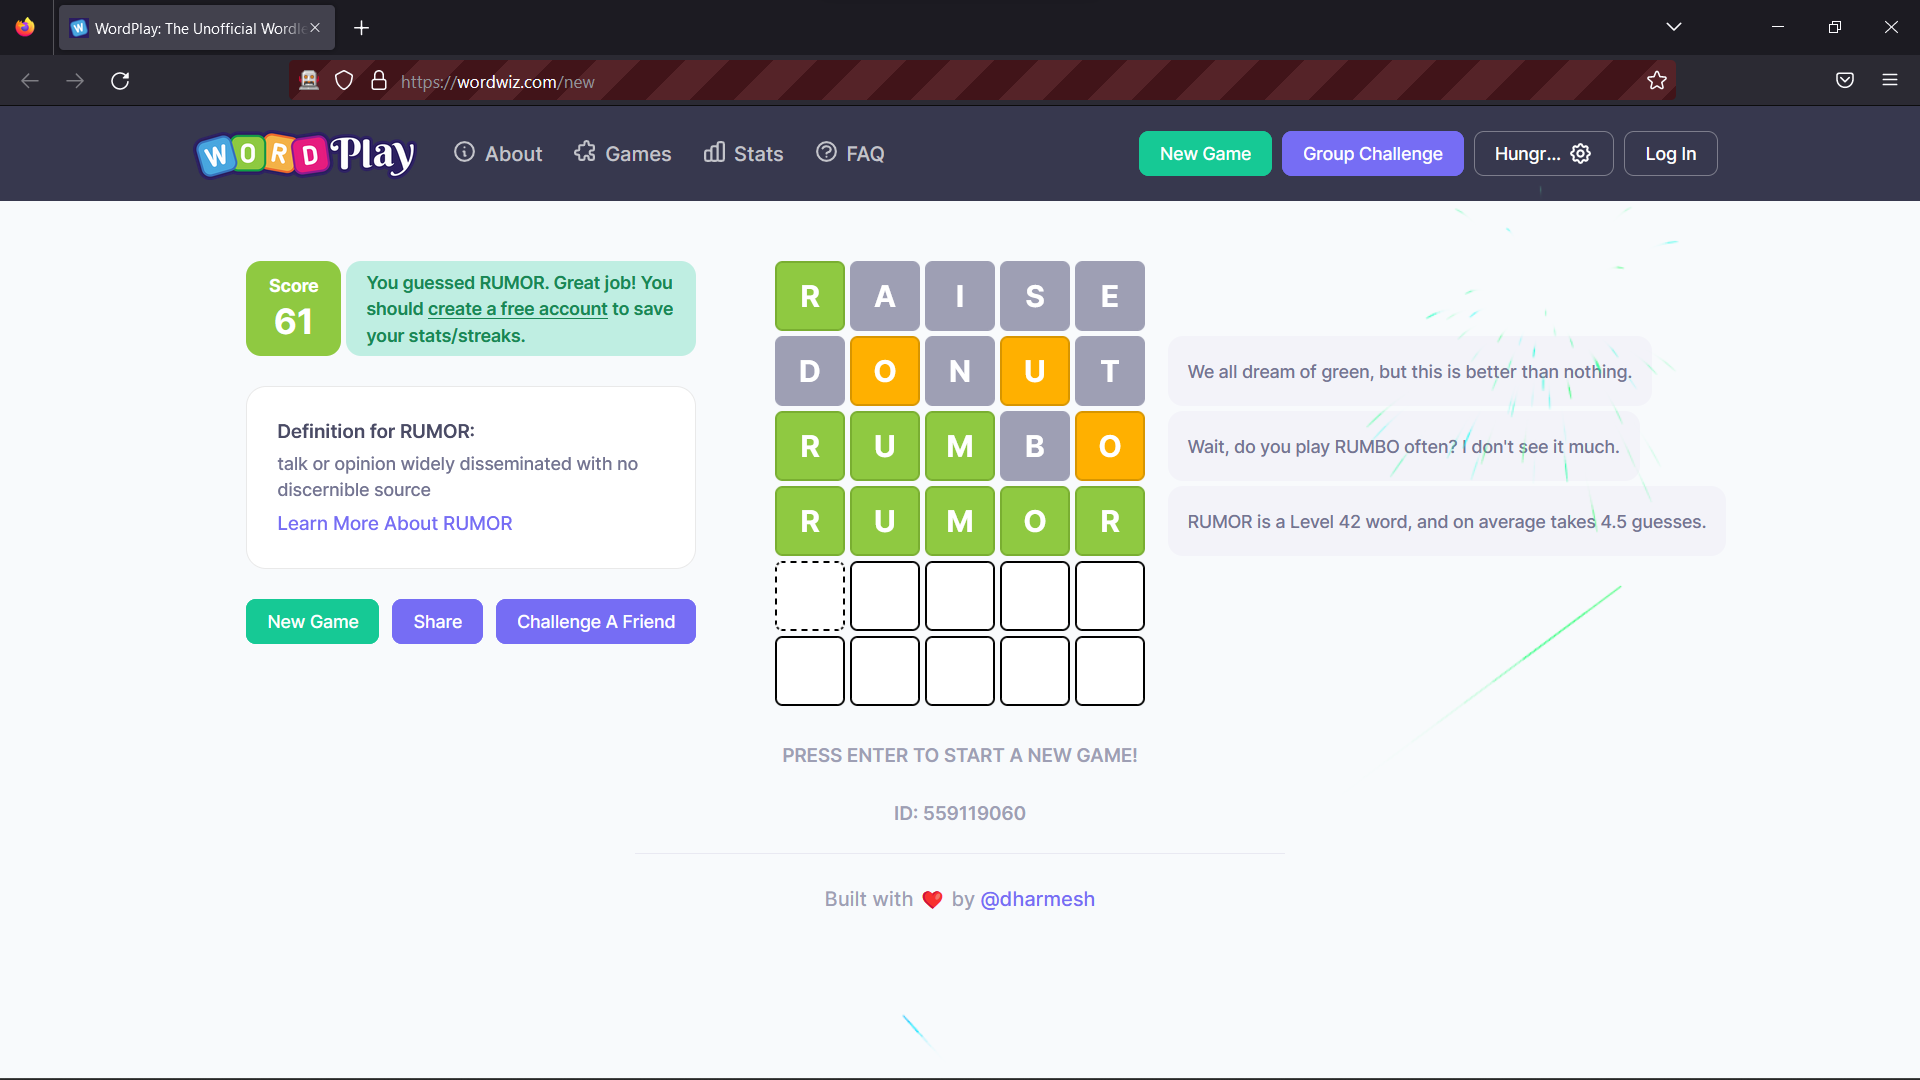 WordPlay: The Unofficial Wordle
https://wordwiz.com/new
WORD Play
About
Games
Stats
FAQ
New Game
Group Challenge
Hungr...
Log In
Score
61
You guessed RUMOR. Great job! You
should create a free account to save
your stats/streaks.
Definition for RUMOR:
talk or opinion widely disseminated with no
discernible source
Learn More About RUMOR
New Game
Share
Challenge A Friend
R A I S E
D O N U T
We all dream of green, but this is better than nothing.
R U M B O
Wait, do you play RUMBO often? I don't see it much.
R U M O R
RUMOR is a Level 42 word, and on average takes 4.5 guesses.
PRESS ENTER TO START A NEW GAME!
ID: 559119060
Built with ❤️ by @dharmesh